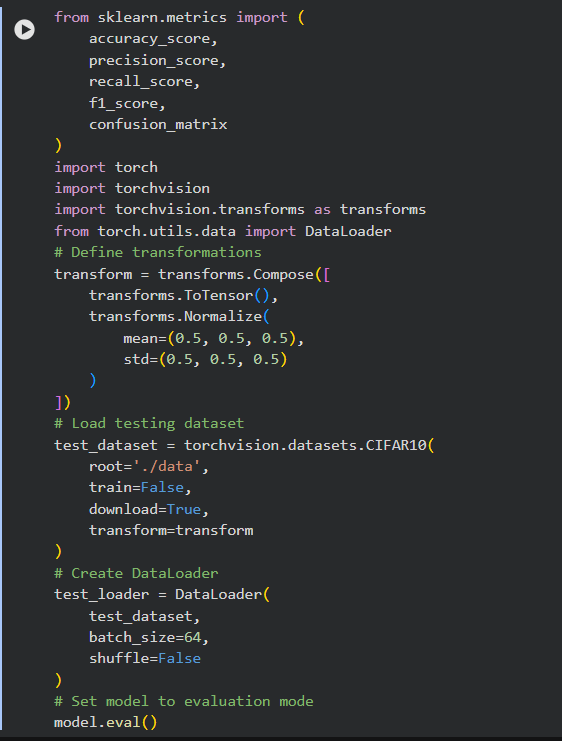 from sklearn.metrics import (
    accuracy_score,
    precision_score,
    recall_score,
    f1_score,
    confusion_matrix
)
import torch
import torchvision
import torchvision.transforms as transforms
from torch.utils.data import DataLoader
# Define transformations
transform = transforms.Compose([
    transforms.ToTensor(),
    transforms.Normalize(
        mean=(0.5, 0.5, 0.5),
        std=(0.5, 0.5, 0.5)
    )
])
# Load testing dataset
test_dataset = torchvision.datasets.CIFAR10(
    root='./data',
    train=False,
    download=True,
    transform=transform
)
# Create DataLoader
test_loader = DataLoader(
    test_dataset,
    batch_size=64,
    shuffle=False
)
# Set model to evaluation mode
model.eval()